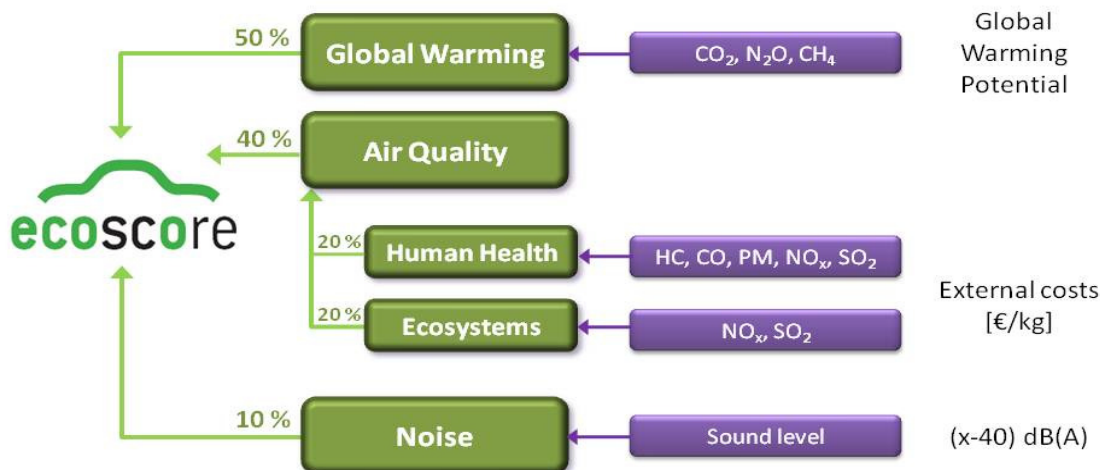 50 %
Global Warming
CO₂, N₂O, CH₄
Global
Warming
Potential
40 %
Air Quality
ecoscore
20 %
Human Health
HC, CO, PM, NOₓ, SO₂
20 %
Ecosystems
NOₓ, SO₂
External costs
[€/kg]
10 %
Noise
Sound level
(x-40) dB(A)